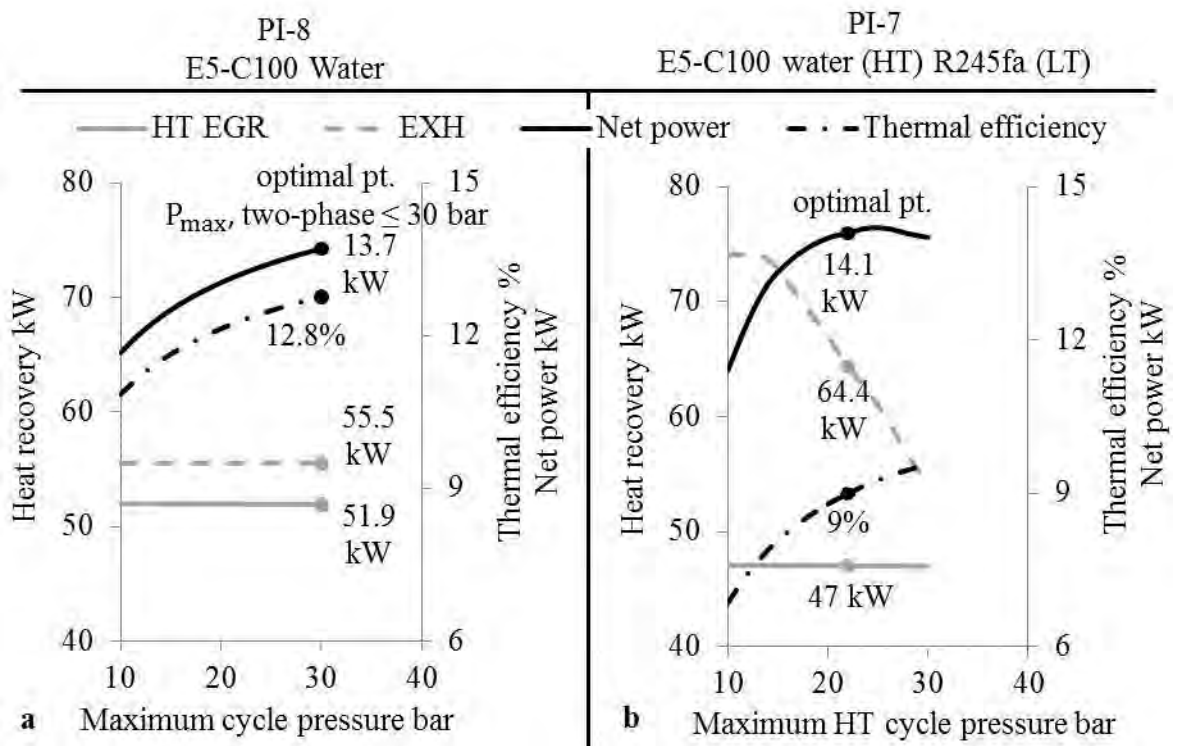 PI-8
E5-C100 Water
PI-7
E5-C100 water (HT) R245fa (LT)
HT EGR
EXH
Net power
Thermal efficiency
80
70
60
50
40
Heat recovery kW
optimal pt.
Pmax, two-phase ≤ 30 bar
13.7
kW
12.8%
55.5
kW
51.9
kW
15
12
9
6
Thermal efficiency %
Net power kW
10
20
30
40
a
Maximum cycle pressure bar
80
70
60
50
40
Heat recovery kW
optimal pt.
14.1
kW
64.4
kW
9%
47 kW
15
12
9
6
Thermal efficiency %
Net power kW
10
20
30
40
b
Maximum HT cycle pressure bar